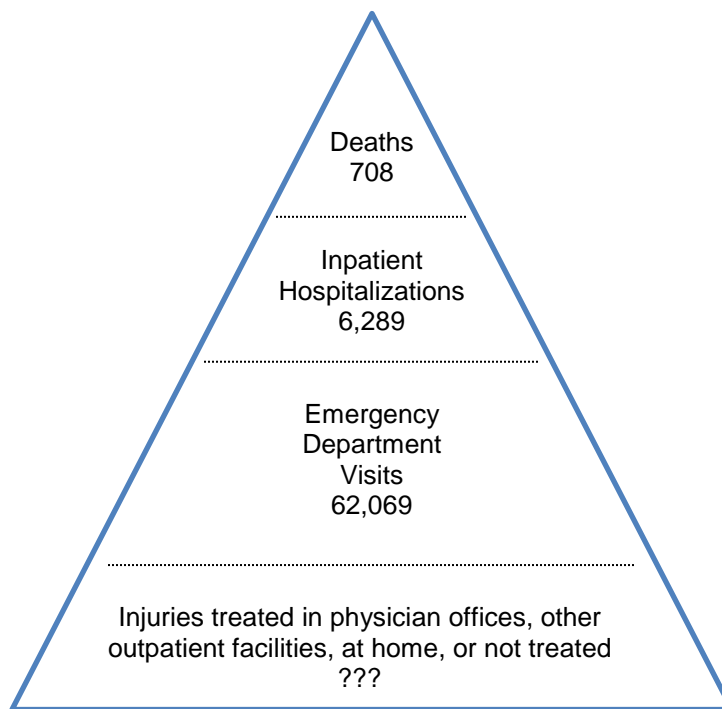 Deaths
708
Inpatient
Hospitalizations
6,289
Emergency
Department
Visits
62,069
Injuries treated in physician offices, other
outpatient facilities, at home, or not treated
???